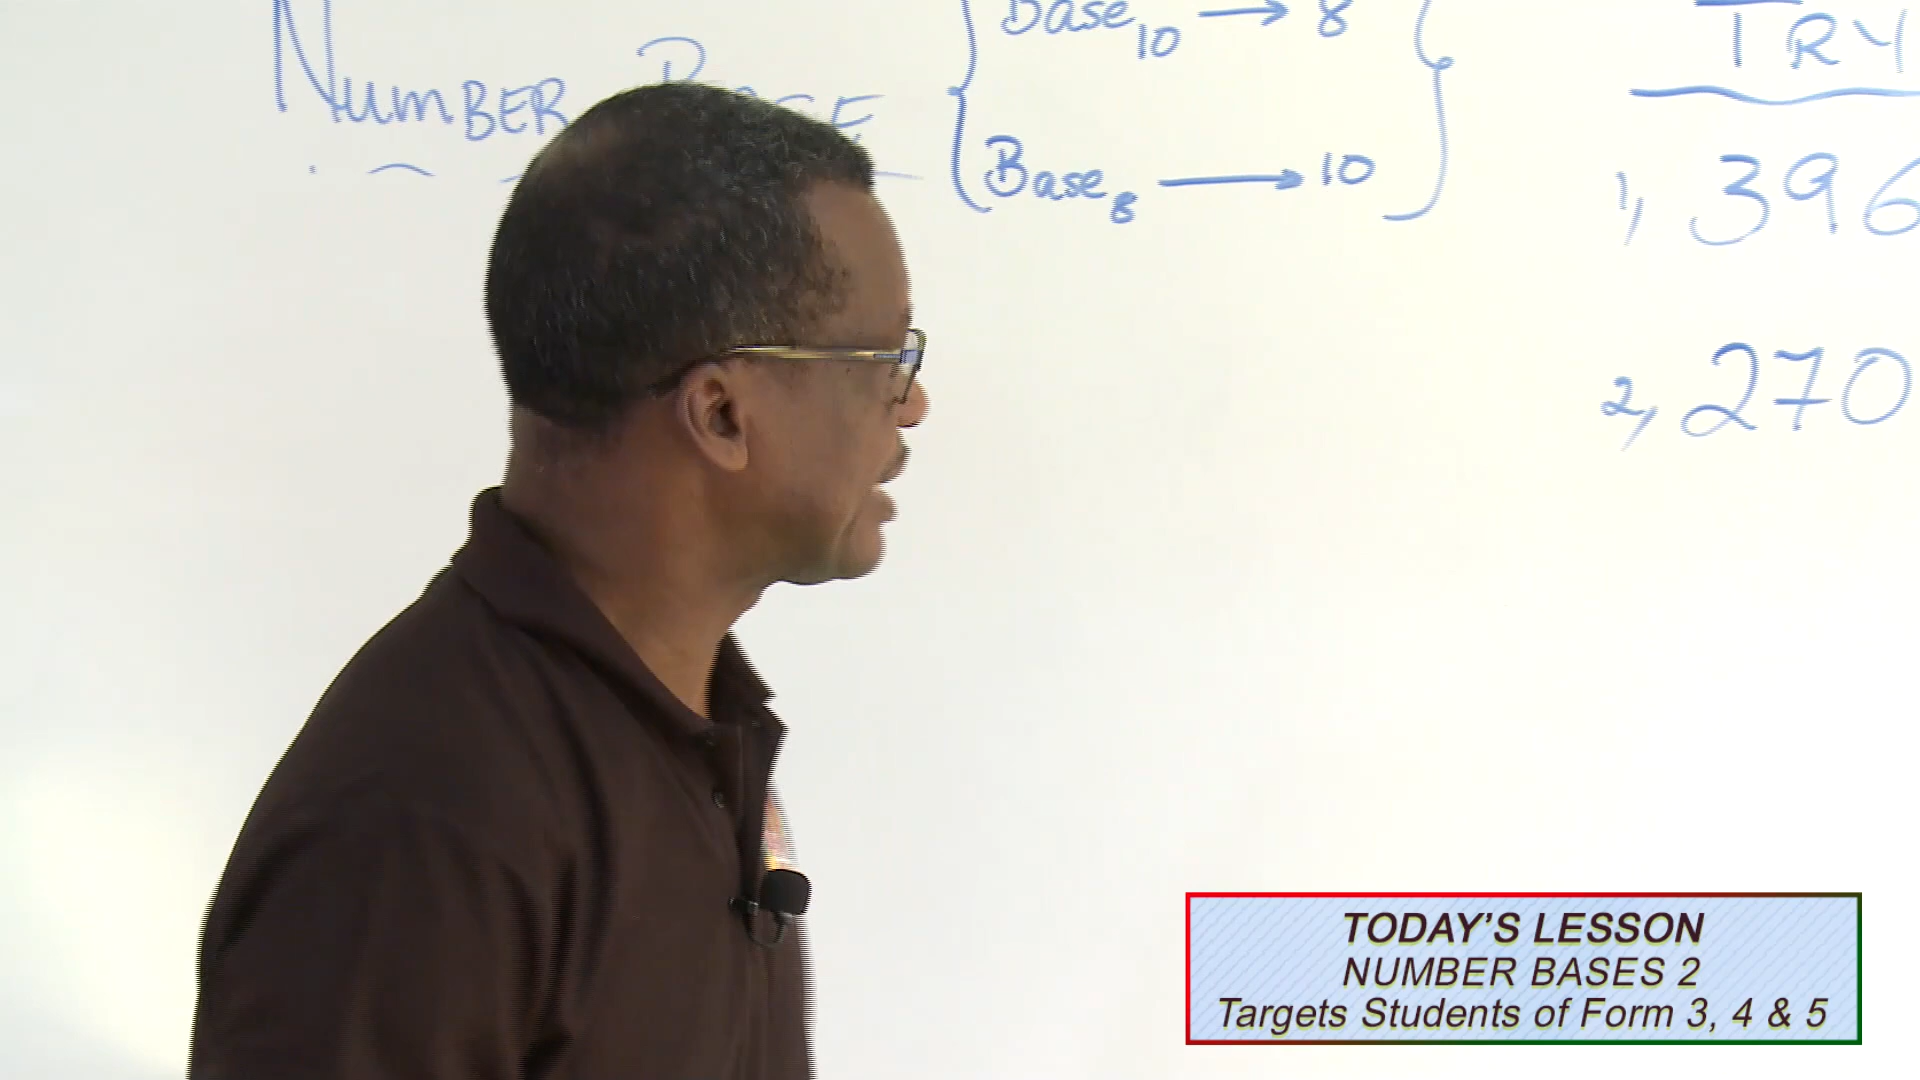 Base10 → 8
NUMBER BASE
Base8 → 10
TRY
1, 396
2, 270
TODAY'S LESSON
NUMBER BASES 2
Targets Students of Form 3, 4 & 5